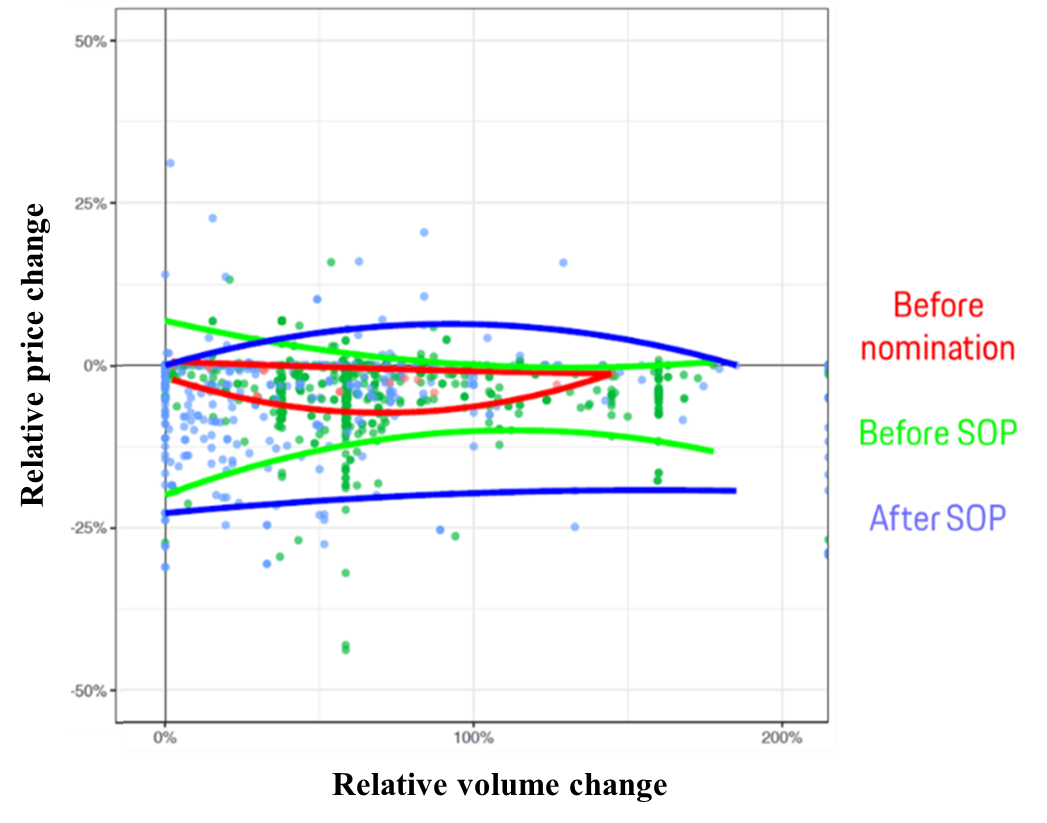 50%
25%
0%
-25%
-50%
Relative price change
0%
100%
200%
Relative volume change
Before
nomination
Before SOP
After SOP